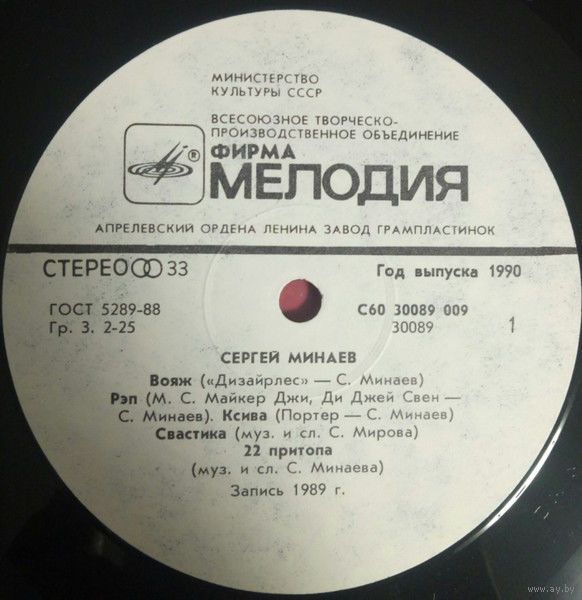 МИНИСТЕРСТВО
КУЛЬТУРЫ СССР
ВСЕСОЮЗНОЕ ТВОРЧЕСКО-
ПРОИЗВОДСТВЕННОЕ ОБЪЕДИНЕНИЕ
®
ФИРМА
МЕЛОДИЯ
АПРЕЛЕВСКИЙ ОРДЕНА ЛЕНИНА ЗАВОД ГРАМПЛАСТИНОК
СТЕРЕО 33
Год выпуска 1990
ГОСТ 5289-88
С60 30089 009
Гр. 3. 2-25
30089
1
СЕРГЕЙ МИНАЕВ
Вояж («Дизайрлес» — С. Минаев)
Рэп (М. С. Майкер Джи, Ди Джей Свен —
С. Минаев). Ксива (Портер — С. Минаев)
Свастика (муз. и сл. С. Мирова)
22 притопа
(муз. и сл. С. Минаева)
Запись 1989 г.
www.ay.by